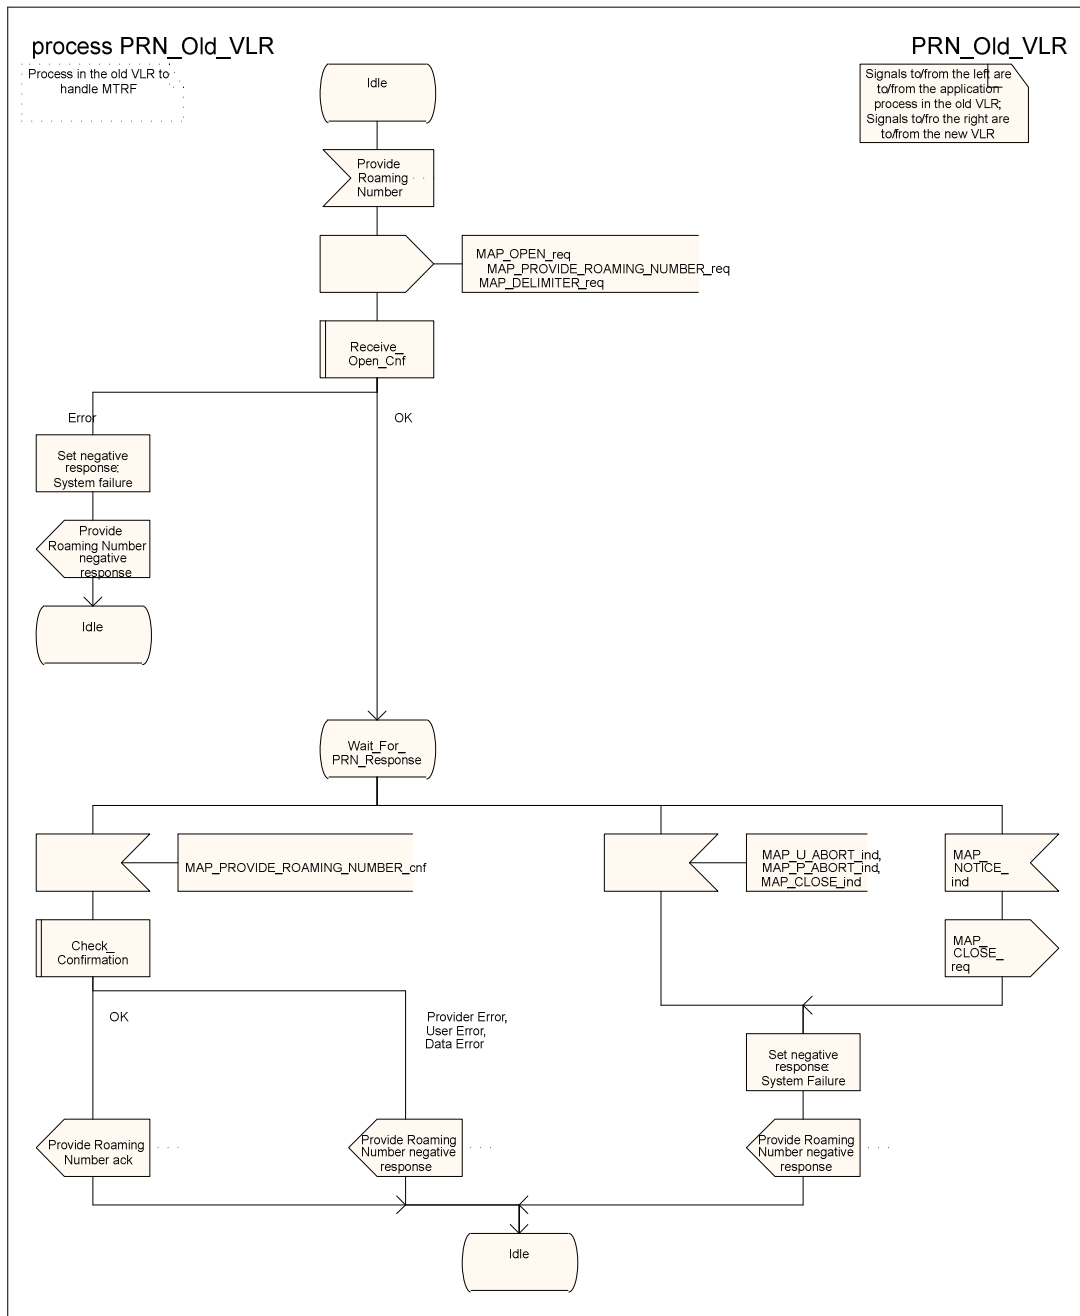 process PRN_Old_VLR
PRN_Old_VLR
Process in the old VLR to
handle MTRF
Idle
Signals to/from the left are
to/from the application
process in the old VLR;
Signals to/fro the right are
to/from the new VLR
Provide
Roaming
Number
MAP_OPEN_req
MAP_PROVIDE_ROAMING_NUMBER_req
MAP_DELIMITER_req
Receive_
Open_Cnf
Error
OK
Set negative
response:
System failure
Provide
Roaming Number
negative
response
Idle
Wait_For_
PRN_Response
MAP_PROVIDE_ROAMING_NUMBER_cnf
MAP_U_ABORT_ind,
MAP_P_ABORT_ind,
MAP_CLOSE_ind
MAP_
NOTICE_
ind
Check_
Confirmation
MAP_
CLOSE_
req
OK
Provider Error,
User Error,
Data Error
Set negative
response:
System Failure
Provide Roaming
Number ack
Provide Roaming
Number negative
response
Provide Roaming
Number negative
response
Idle